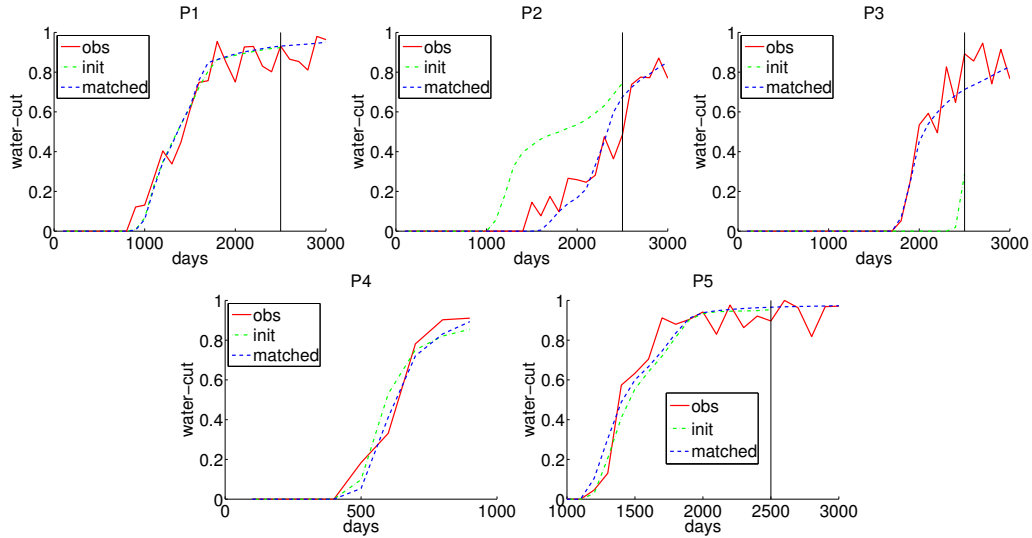 P1
1
0.8
0.6
0.4
0.2
0
0 1000 2000 3000
days
water−cut
obs
init
matched
P2
1
0.8
0.6
0.4
0.2
0
0 1000 2000 3000
days
water−cut
obs
init
matched
P3
1
0.8
0.6
0.4
0.2
0
0 1000 2000 3000
days
water−cut
obs
init
matched
P4
1
0.8
0.6
0.4
0.2
0
0 500 1000
days
water−cut
obs
init
matched
P5
1
0.8
0.6
0.4
0.2
0
1000 1500 2000 2500 3000
days
water−cut
obs
init
matched